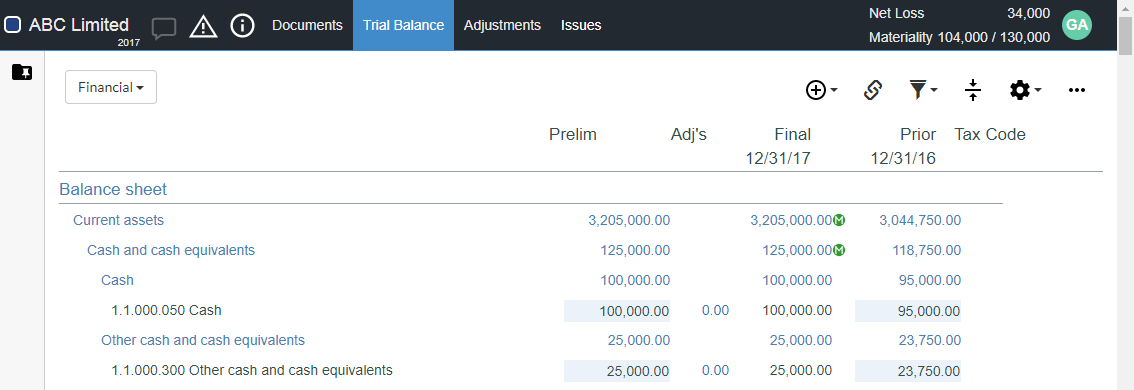 ABC Limited
2017
Documents Trial Balance Adjustments Issues
Net Loss 34,000
Materiality 104,000 / 130,000
GA
Financial
Prelim Adj's Final Prior Tax Code
12/31/17 12/31/16
Balance sheet
Current assets 3,205,000.00 3,205,000.00 M 3,044,750.00
Cash and cash equivalents 125,000.00 125,000.00 M 118,750.00
Cash 100,000.00 100,000.00 95,000.00
1.1.000.050 Cash 100,000.00 0.00 100,000.00 95,000.00
Other cash and cash equivalents 25,000.00 25,000.00 23,750.00
1.1.000.300 Other cash and cash equivalents 25,000.00 0.00 25,000.00 23,750.00